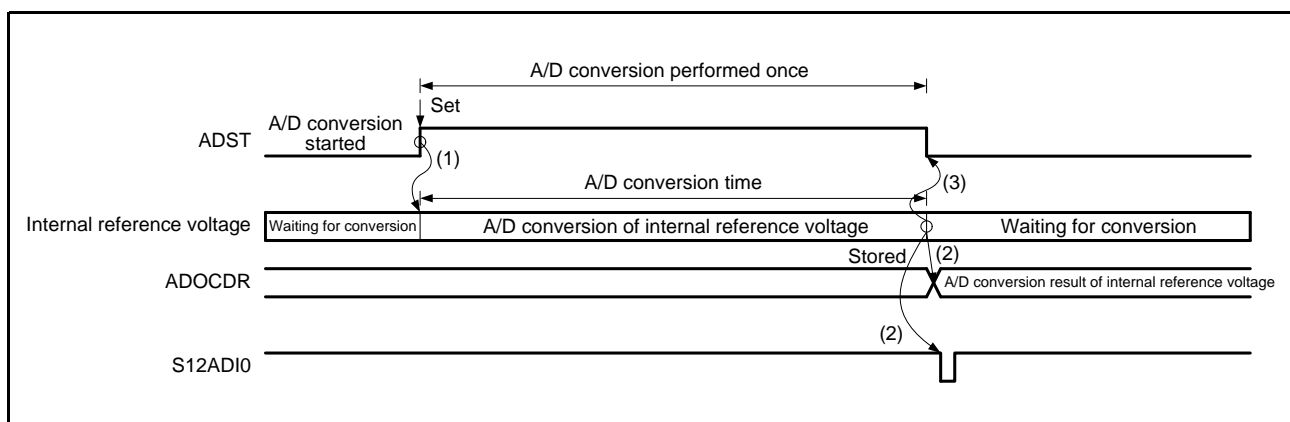 A/D conversion performed once
Set
A/D conversion
started
ADST
(1)
(3)
A/D conversion time
Internal reference voltage
Waiting for conversion
A/D conversion of internal reference voltage
Waiting for conversion
Stored
(2)
ADOCDR
A/D conversion result of internal reference voltage
(2)
S12ADI0